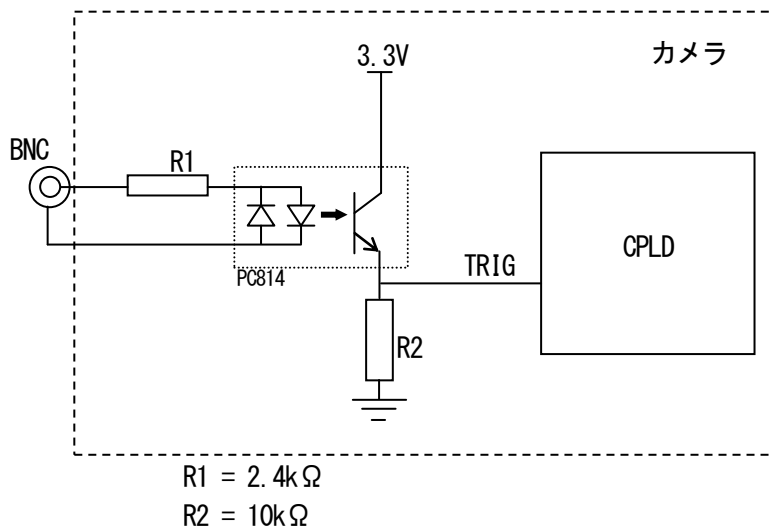 3.3V
カメラ
BNC
R1
CPLD
TRIG
PC814
R2
R1 = 2.4kΩ
R2 = 10kΩ